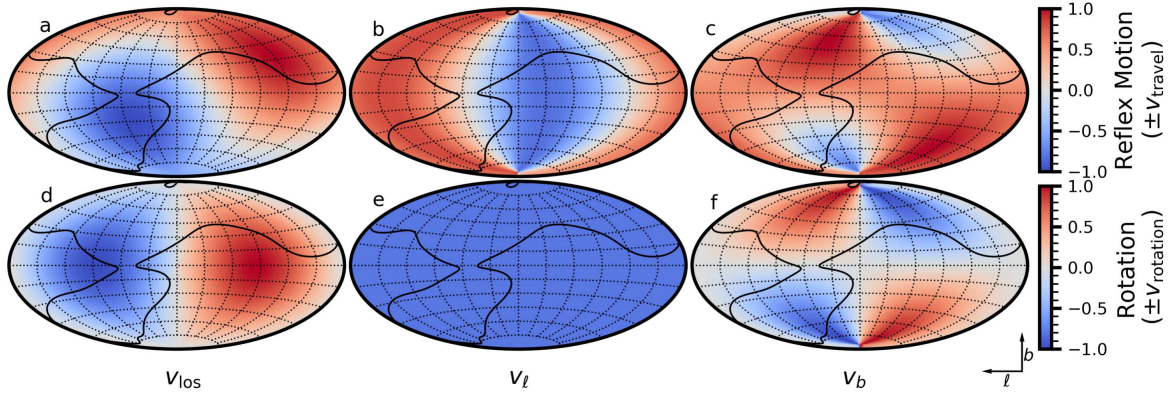 a
b
c
1.0
0.5
0.0
−0.5
−1.0
Reflex Motion
(±v_travel)
d
e
f
1.0
0.5
0.0
−0.5
−1.0
Rotation
(±v_rotation)
b
ℓ
v_los
v_ℓ
v_b